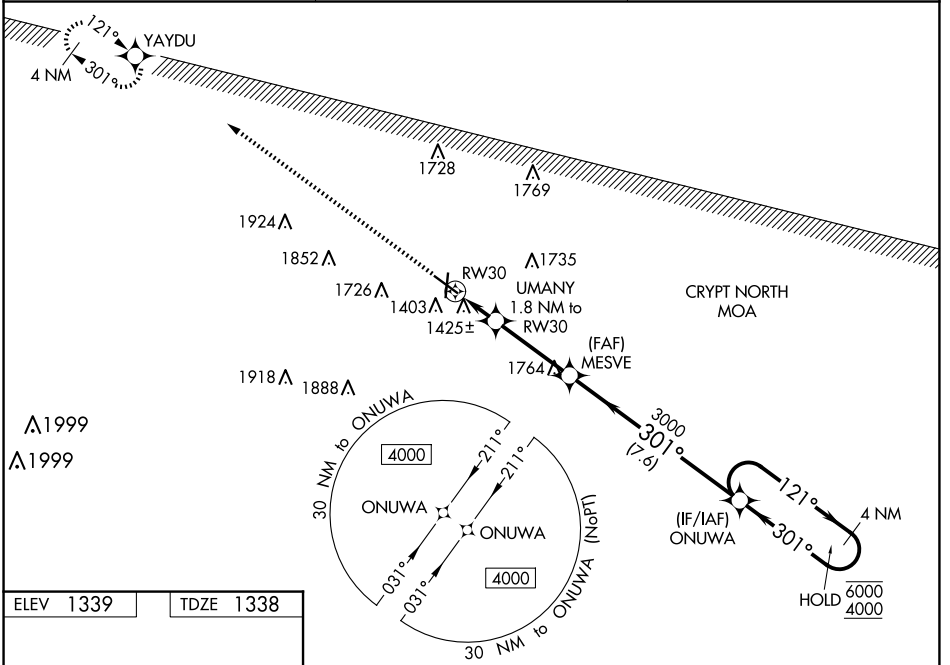 121°
YAYDU
301°
4 NM
1728
1769
1924
1852
1735
RW30
1726
UMANY
1.8 NM to
RW30
1403
1425±
CRYPT NORTH
MOA
(FAF)
MESVE
1764
1918
1888
1999
1999
3000
301°
(7.6)
121°
4 NM
301°
(IF/IAF)
ONUWA
HOLD
6000
4000
30 NM to ONUWA
4000
211°
211°
ONUWA
ONUWA
031°
031°
4000
30 NM to ONUWA (NoPT)
ELEV 1339
TDZE 1338